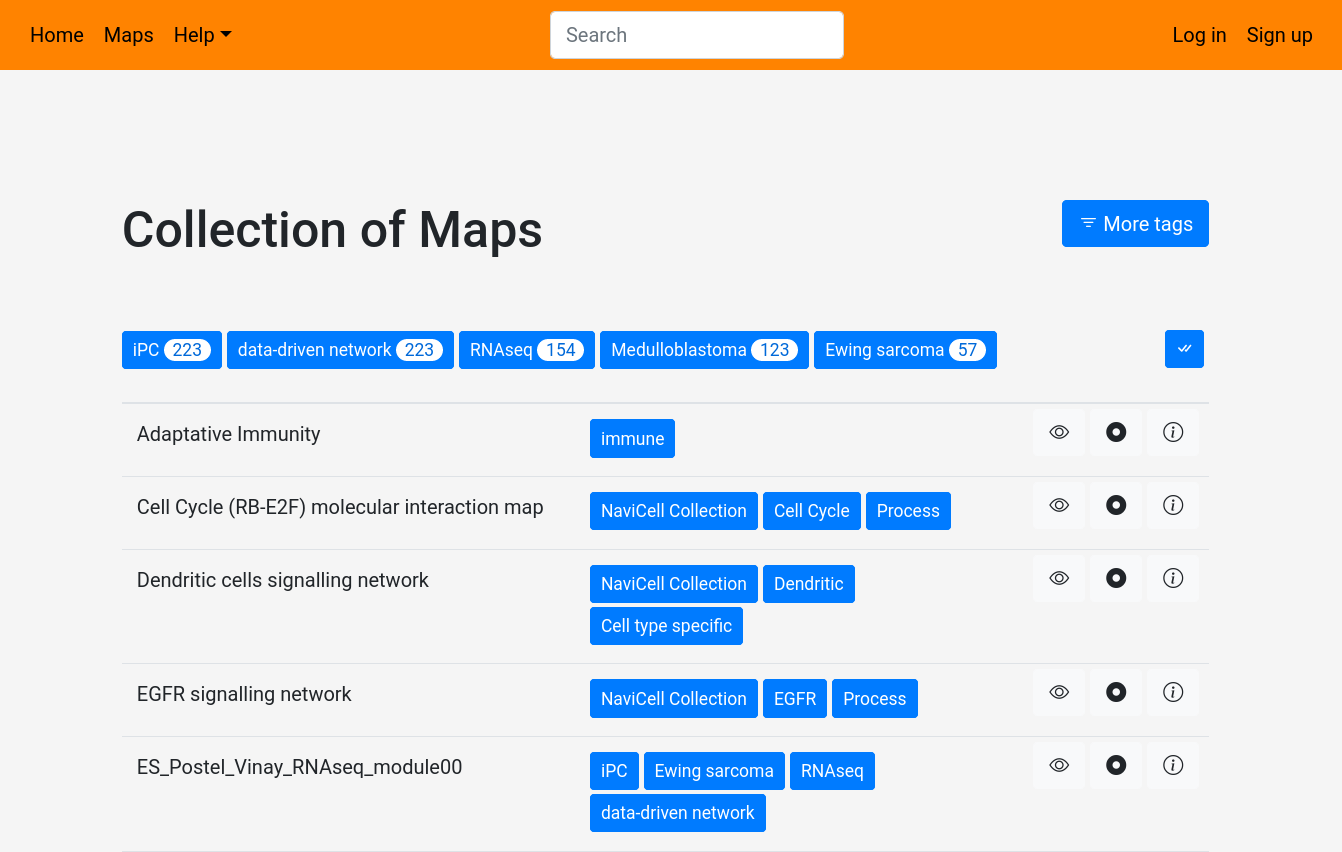 Home Maps Help Search Log in Sign up
Collection of Maps More tags
iPC 223 data-driven network 223 RNAseq 154 Medulloblastoma 123 Ewing sarcoma 57
Adaptative Immunity immune
Cell Cycle (RB-E2F) molecular interaction map NaviCell Collection Cell Cycle Process
Dendritic cells signalling network NaviCell Collection Dendritic
Cell type specific
EGFR signalling network NaviCell Collection EGFR Process
ES_Postel_Vinay_RNAseq_module00 iPC Ewing sarcoma RNAseq
data-driven network